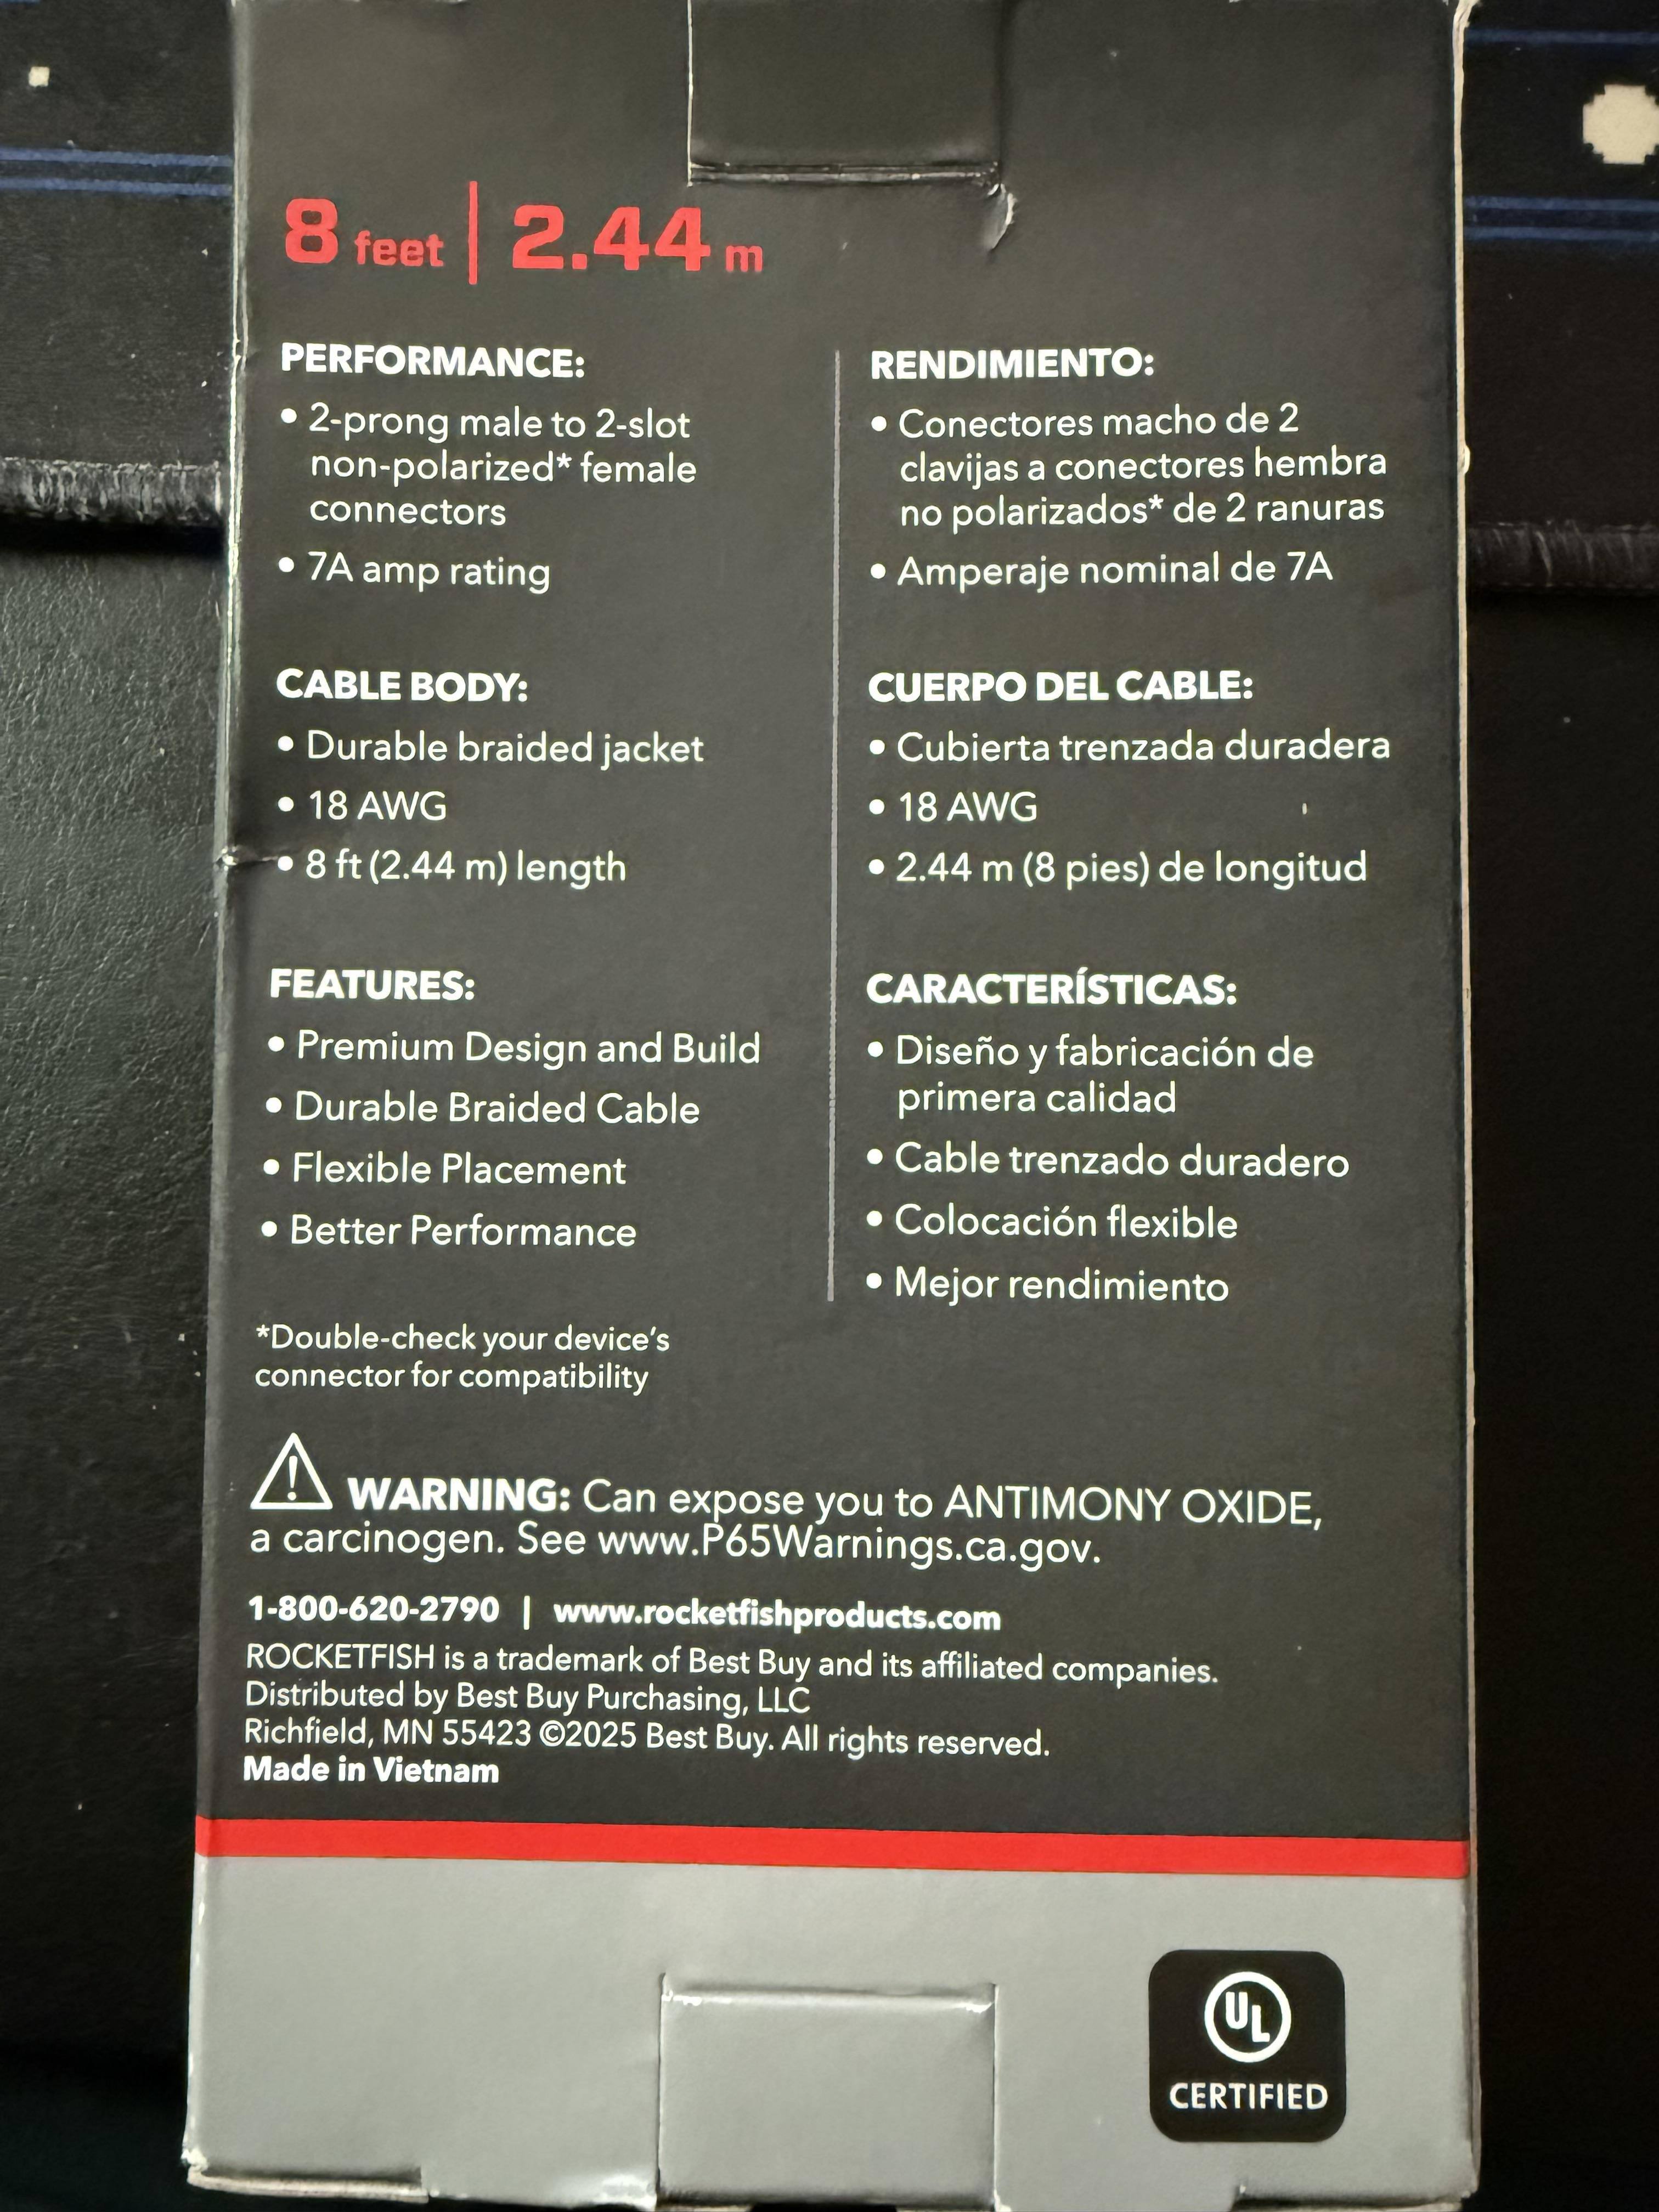 8 feet | 2.44 m
PERFORMANCE:
• 2-prong male to 2-slot
non-polarized* female
connectors
• 7A amp rating
CABLE BODY:
• Durable braided jacket
• 18 AWG
• 8 ft (2.44 m) length
FEATURES:
• Premium Design and Build
• Durable Braided Cable
• Flexible Placement
• Better Performance
*Double-check your device's
connector for compatibility
RENDIMIENTO:
• Conectores macho de 2
clavijas a conectores hembra
no polarizados* de 2 ranuras
• Amperaje nominal de 7A
CUERPO DEL CABLE:
• Cubierta trenzada duradera
• 18 AWG
• 2.44 m (8 pies) de longitud
CARACTERÍSTICAS:
• Diseño y fabricación de
primera calidad
• Cable trenzado duradero
• Colocación flexible
• Mejor rendimiento
WARNING: Can expose you to ANTIMONY OXIDE,
a carcinogen. See www.P65Warnings.ca.gov.
1-800-620-2790 | www.rocketfishproducts.com
ROCKETFISH is a trademark of Best Buy and its affiliated companies.
Distributed by Best Buy Purchasing, LLC
Richfield, MN 55423 ©2025 Best Buy. All rights reserved.
Made in Vietnam
UL
CERTIFIED